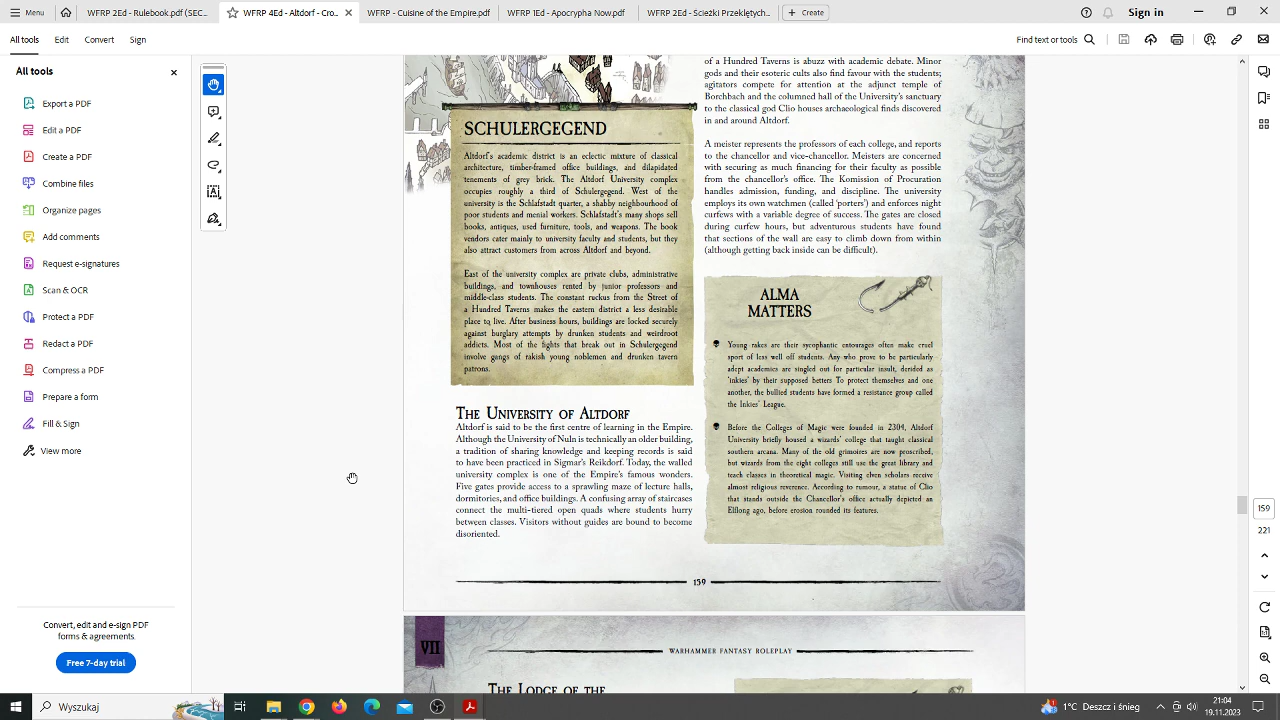 Menu
WFRP 2Ed - Rulebook.pdf (SEC...
WFRP 4Ed - Altdorf - Cro...
WFRP - Cuisine of the Empire.pdf
WFRP 1Ed - Apocrypha Now.pdf
WFRP 2Ed - Scieżki Przeklętych...
Create
Sign in
All tools
Edit
Convert
Sign
Find text or tools
All tools
Export a PDF
Edit a PDF
Create a PDF
Combine files
Organize pages
Add comments
Request e-signatures
Scan & OCR
Protect a PDF
Redact a PDF
Compress a PDF
Prepare a form
Fill & Sign
View more
Convert, edit and e-sign PDF
forms & agreements
Free 7-day trial
SCHULERGEGEND
Altdorf's academic district is an eclectic mixture of classical
architecture, timber-framed office buildings, and dilapidated
tenements of grey brick. The Altdorf University complex
occupies roughly a third of Schulergegend. West of the
university is the Schlafstadt quarter, a shabby neighbourhood of
poor students and menial workers. Schlafstadt's many shops sell
books, antiques, used furniture, tools, and weapons. The book
vendors cater mainly to university faculty and students, but they
also attract customers from across Altdorf and beyond.
East of the university complex are private clubs, administrative
buildings, and townhouses rented by junior professors and
middle-class students. The constant ruckus from the Street of
a Hundred Taverns makes the eastern district a less desirable
place to live. After business hours, buildings are locked securely
against burglary attempts by drunken students and weirdroot
addicts. Most of the fights that break out in Schulergegend
involve gangs of rakish young noblemen and drunken tavern
patrons.
The University of Altdorf
Altdorf is said to be the first centre of learning in the Empire.
Although the University of Nuln is technically an older building,
a tradition of sharing knowledge and keeping records is said
to have been practiced in Sigmar's Reikdorf. Today, the walled
university complex is one of the Empire's famous wonders.
Five gates provide access to a sprawling maze of lecture halls,
dormitories, and office buildings. A confusing array of staircases
connect the multi-tiered open quads where students hurry
between classes. Visitors without guides are bound to become
disoriented.
of a Hundred Taverns is abuzz with academic debate. Minor
gods and their esoteric cults also find favour with the students;
agitators compete for attention at the adjunct temple of
Borchbach and the columned hall of the University's sanctuary
to the classical god Clio houses archaeological finds discovered
in and around Altdorf.
A meister represents the professors of each college, and reports
to the chancellor and vice-chancellor. Meisters are concerned
with securing as much financing for their faculty as possible
from the chancellor's office. The Komission of Procuration
handles admission, funding, and discipline. The university
employs its own watchmen (called 'porters') and enforces night
curfews with a variable degree of success. The gates are closed
during curfew hours, but adventurous students have found
that sections of the wall are easy to climb down from within
(although getting back inside can be difficult).
ALMA
MATTERS
Young rakes are their sycophantic entourages often make cruel
sport of less well off students. Any who prove to be particularly
adept academics are singled out for particular insult, derided as
'inkies' by their supposed betters To protect themselves and one
another, the bullied students have formed a resistance group called
the Inkies' League.
Before the Colleges of Magic were founded in 2304, Altdorf
University briefly housed a wizards' college that taught classical
southern arcana. Many of the old grimoires are now proscribed,
but wizards from the eight colleges still use the great library and
teach classes in theoretical magic. Visiting elven scholars receive
almost religious reverence. According to rumour, a statue of Clio
that stands outside the Chancellor's office actually depicted an
Elflong ago, before erosion rounded its features.
159
VII
WARHAMMER FANTASY ROLEPLAY
The Lodge of the
159
221
Wyszukaj
1°C Deszcz i śnieg
21:04
19.11.2023